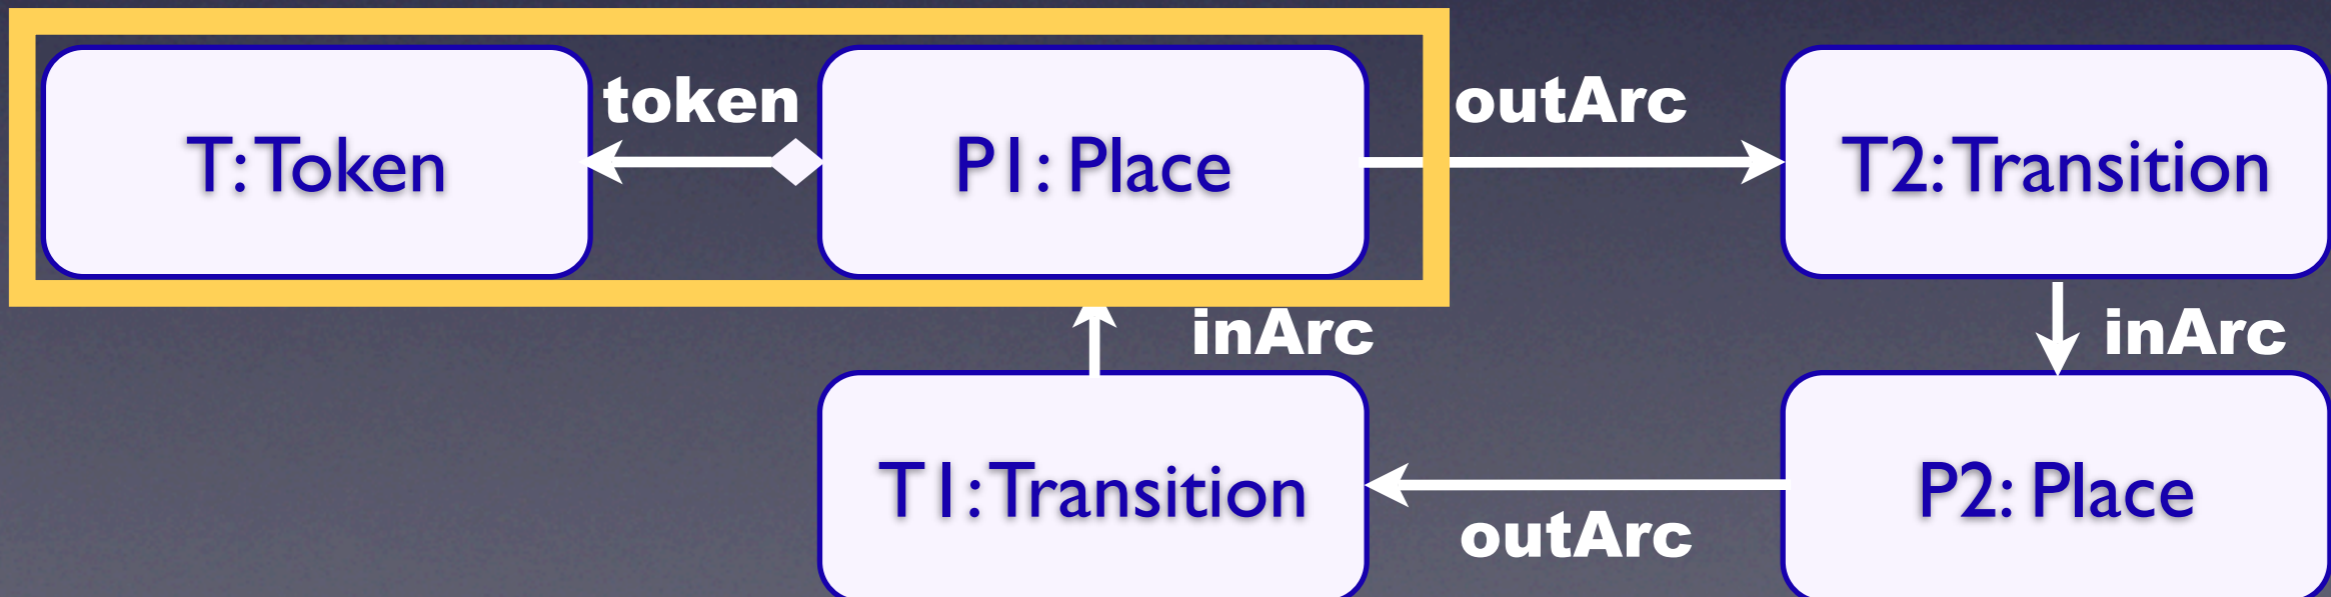 token
outArc
T: Token
P1: Place
T2: Transition
inArc
inArc
T1: Transition
P2: Place
outArc